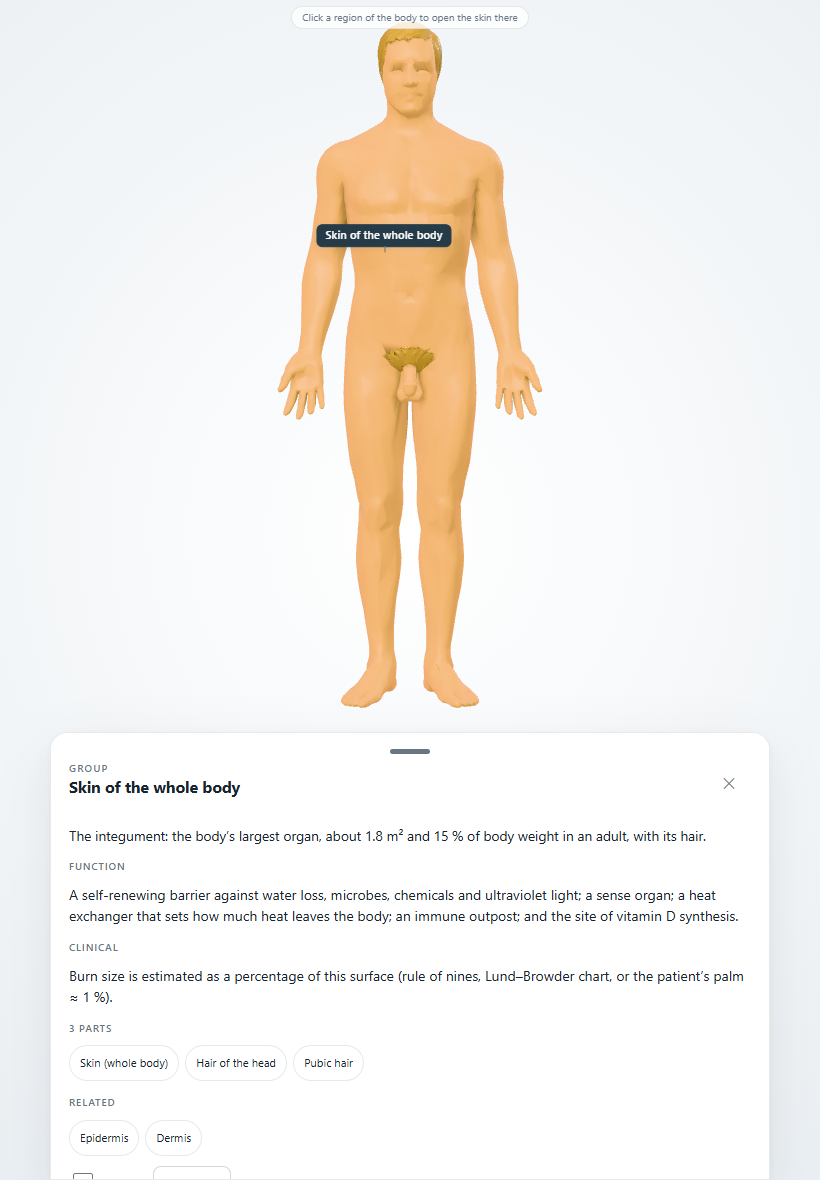 Click a region of the body to open the skin there
Skin of the whole body
GROUP
Skin of the whole body
The integument: the body’s largest organ, about 1.8 m² and 15 % of body weight in an adult, with its hair.
FUNCTION
A self-renewing barrier against water loss, microbes, chemicals and ultraviolet light; a sense organ; a heat
exchanger that sets how much heat leaves the body; an immune outpost; and the site of vitamin D synthesis.
CLINICAL
Burn size is estimated as a percentage of this surface (rule of nines, Lund–Browder chart, or the patient’s palm
≈ 1 %).
3 PARTS
Skin (whole body)
Hair of the head
Pubic hair
RELATED
Epidermis
Dermis